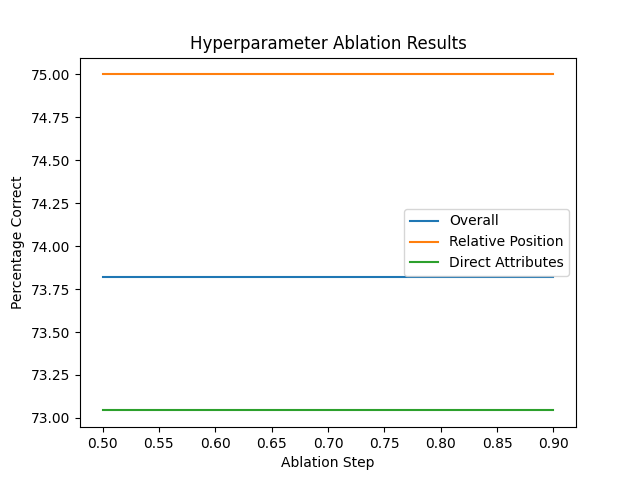 Hyperparameter Ablation Results
Percentage Correct
75.00
74.75
74.50
74.25
74.00
73.75
73.50
73.25
73.00
Overall
Relative Position
Direct Attributes
0.50 0.55 0.60 0.65 0.70 0.75 0.80 0.85 0.90
Ablation Step